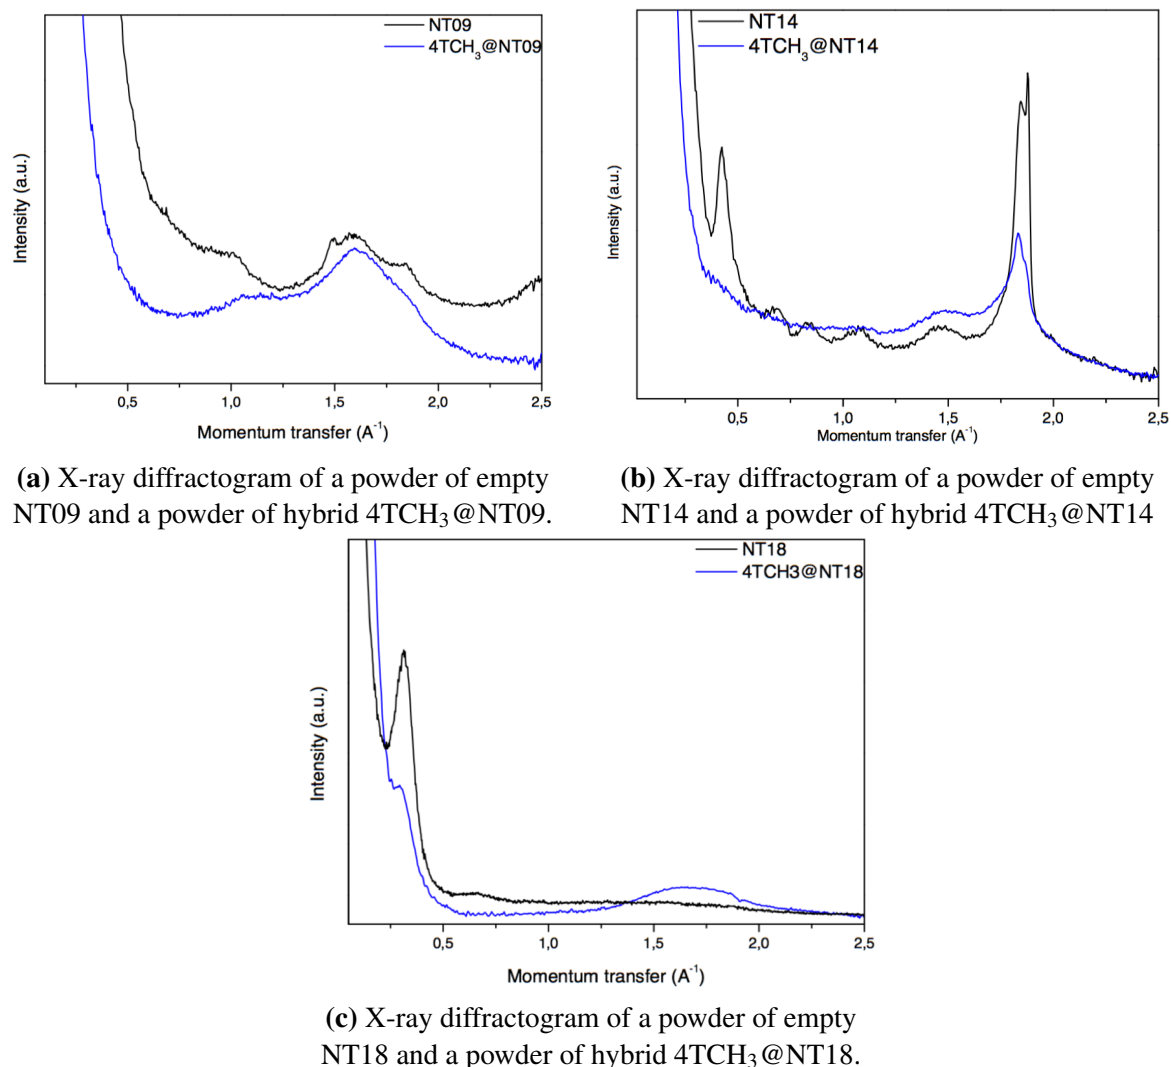 NT09
4TCH₃@NT09
Intensity (a.u.)
0,5 1,0 1,5 2,0 2,5
Momentum transfer (A⁻¹)
(a) X-ray diffractogram of a powder of empty
NT09 and a powder of hybrid 4TCH₃@NT09.
NT14
4TCH₃@NT14
Intensity (a.u.)
0,5 1,0 1,5 2,0 2,5
Momentum transfer (A⁻¹)
(b) X-ray diffractogram of a powder of empty
NT14 and a powder of hybrid 4TCH₃@NT14
NT18
4TCH3@NT18
Intensity (a.u.)
0,5 1,0 1,5 2,0 2,5
Momentum transfer (A⁻¹)
(c) X-ray diffractogram of a powder of empty
NT18 and a powder of hybrid 4TCH₃@NT18.